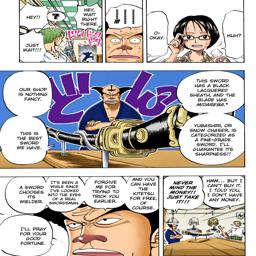 HEY,
WAIT
RIGHT
THERE...
HEY!!
JUST
WAIT!!
O-
OKAY.
HUH?
OUR SHOP
IS NOTHING
FANCY.
THIS SWORD
HAS A BLACK
LACQUERED
SHEATH, AND THE
BLADE HAS
MIDAREBA.
THIS IS
THE BEST
SWORD
WE HAVE.
YUBASHIRI,
OR SNOW CHASER,
IS CATEGORIZED
AS A
FINE-GRADE
SWORD.
I'LL
GUARANTEE
ITS
SHARPNESS!!
A SWORD
CHOOSES
ITS
WIELDER.
IT'S BEEN A
WHILE SINCE
I'VE LOOKED
INTO THE EYES
OF A REAL
SWORDSMAN.
FORGIVE
ME FOR
TRYING TO
TRICK YOU
EARLIER.
AND YOU
CAN HAVE
THE
KITETSU
FOR FREE,
OF
COURSE.
NEVER
MIND THE
MONEY!!
JUST
TAKE IT!!
HMM... BUT I
CAN'T BUY IT.
I TOLD YOU,
I DON'T HAVE
ANY MONEY.
I'LL PRAY
FOR YOUR
GOOD
FORTUNE.